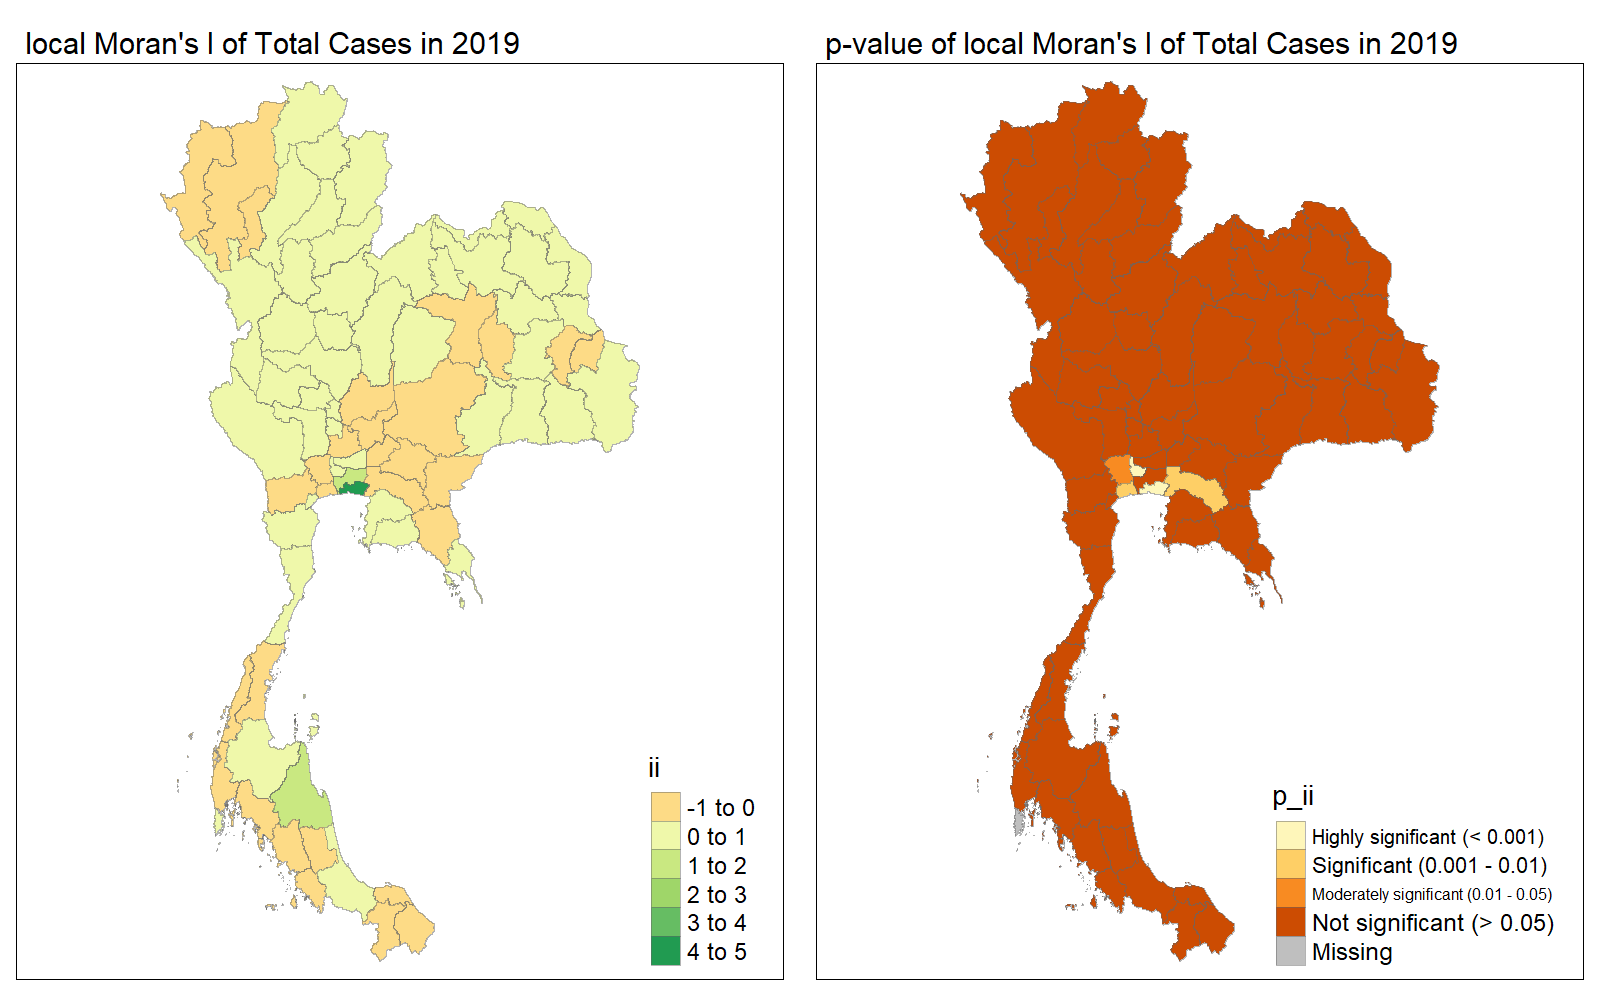 local Moran's I of Total Cases in 2019
p-value of local Moran's I of Total Cases in 2019
ii
-1 to 0
0 to 1
1 to 2
2 to 3
3 to 4
4 to 5
p_ii
Highly significant (< 0.001)
Significant (0.001 - 0.01)
Moderately significant (0.01 - 0.05)
Not significant (> 0.05)
Missing